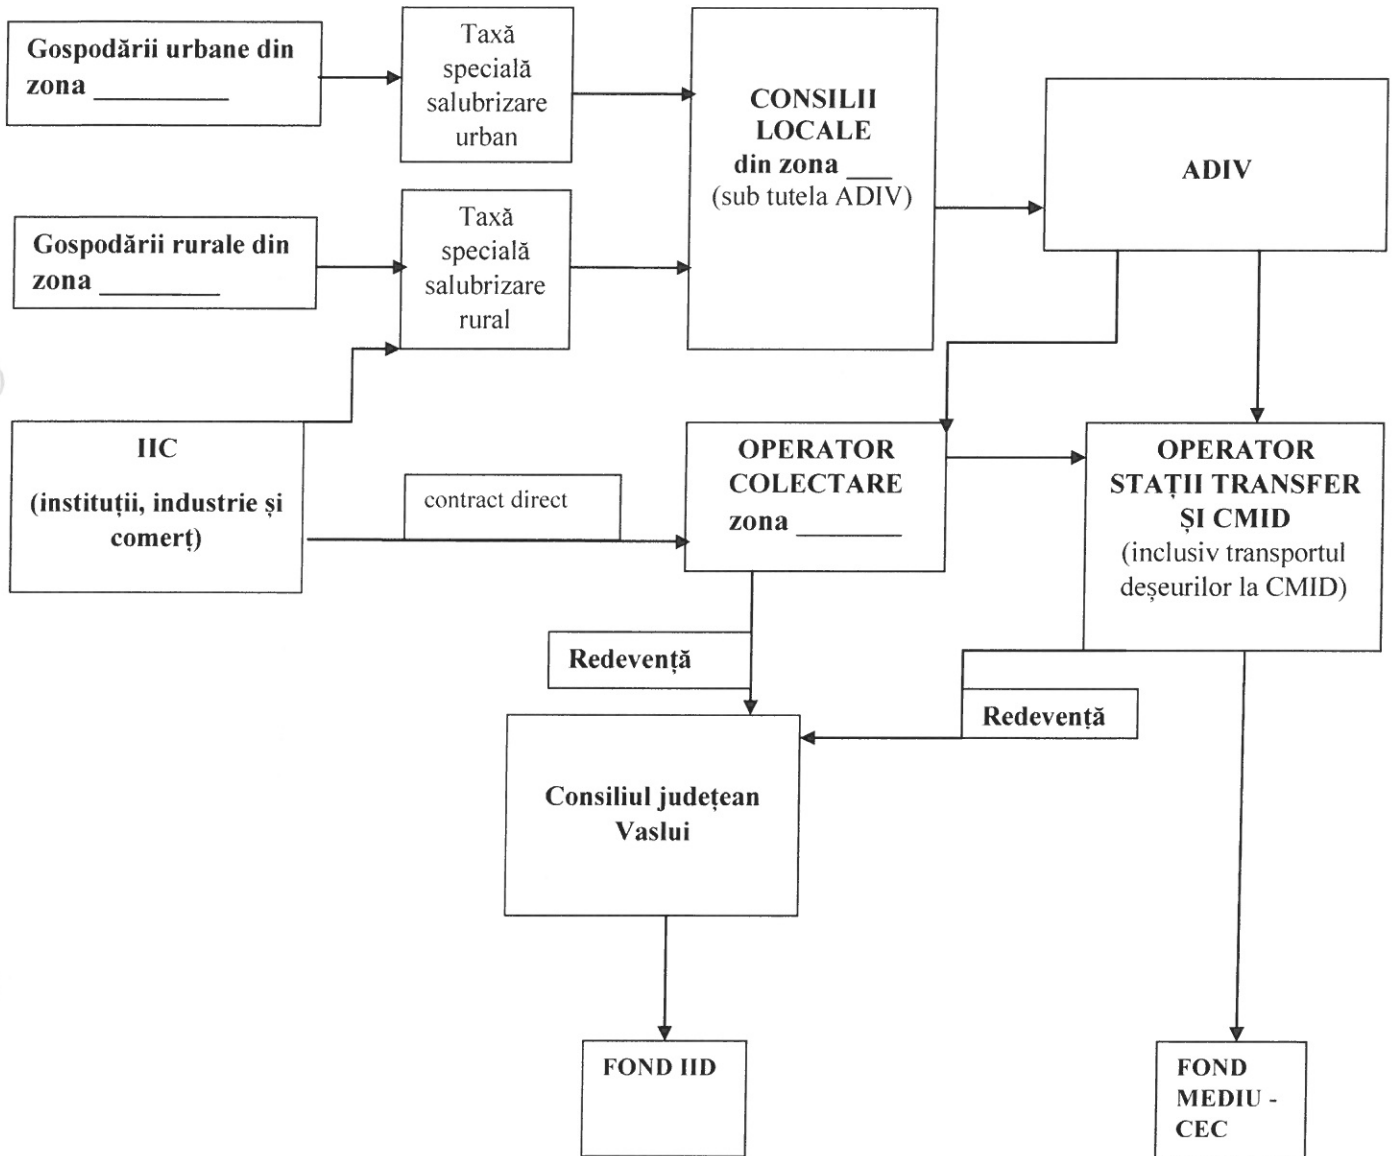 Gospodării urbane din
zona __________
Taxă
specială
salubrizare
urban
CONSILII
LOCALE
din zona ___
(sub tutela ADIV)
ADIV
Gospodării rurale din
zona _________
Taxă
specială
salubrizare
rural
IIC
(instituții, industrie și
comerț)
contract direct
OPERATOR
COLECTARE
zona ________
OPERATOR
STAȚII TRANSFER
ȘI CMID
(inclusiv transportul
deșeurilor la CMID)
Redevență
Redevență
Consiliul județean
Vaslui
FOND IID
FOND
MEDIU -
CEC